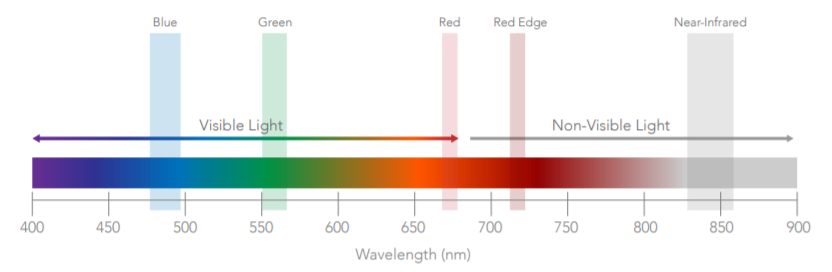 Blue Green Red Red Edge Near-Infrared
Visible Light Non-Visible Light
400 450 500 550 600 650 700 750 800 850 900
Wavelength (nm)